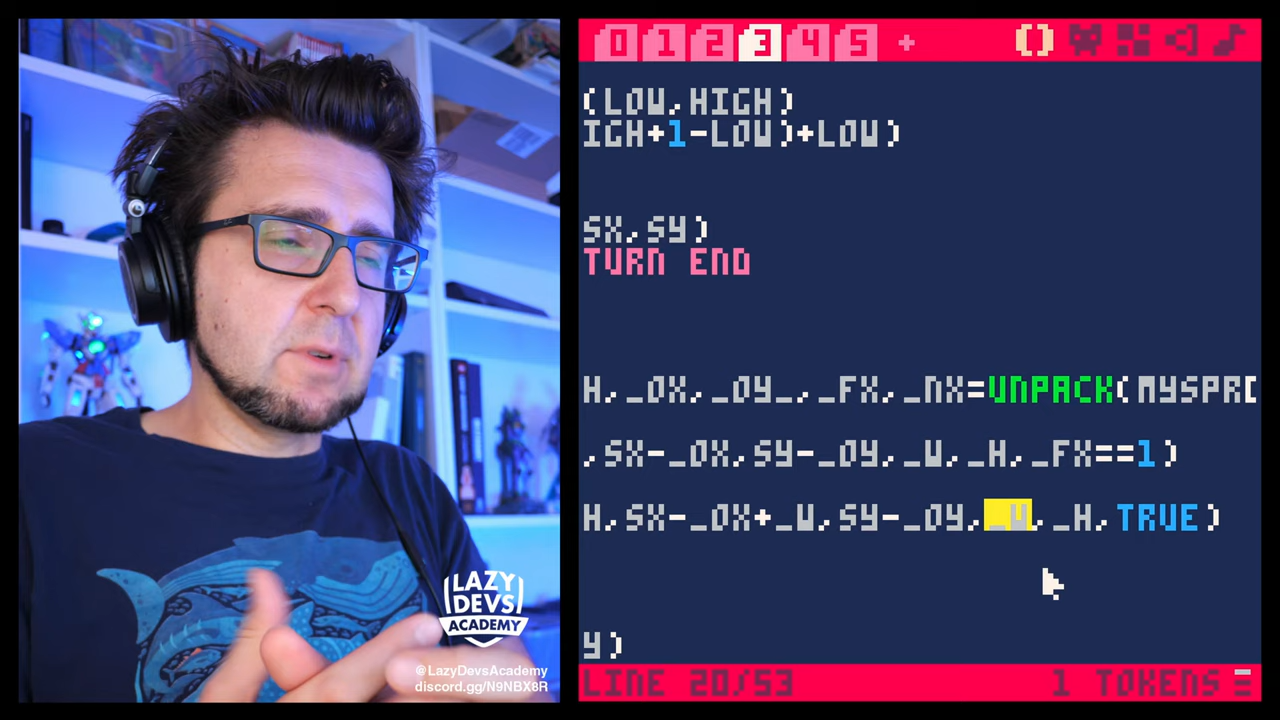 0 1 2 3 4 5 +
(LOW,HIGH)
IGH+1-LOW)+LOW)
SX,SY)
TURN END
H,_OX,_OY_,_FX,_NX=UNPACK(MYSPR[
,SX-_OX,SY-_OY,_W,_H,_FX==1)
H,SX-_OX+_W,SY-_OY,_W,_H,TRUE)
Y)
LINE 20/53
1 TOKENS
LAZY
DEVS
ACADEMY
@LazyDevsAcademy
discord.gg/N9NBX8R